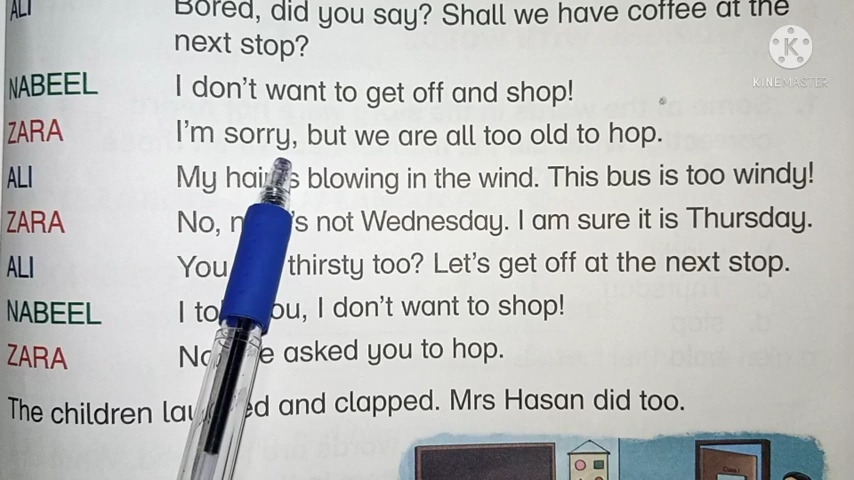 ALI Bored, did you say? Shall we have coffee at the
next stop?
NABEEL I don't want to get off and shop!
ZARA I'm sorry, but we are all too old to hop.
ALI My blowing in the wind. This bus is too windy!
ZARA No, not Wednesday. I am sure it is Thursday.
ALI You thirsty too? Let's get off at the next stop.
NABEEL I I don't want to shop!
ZARA asked you to hop.
The children and clapped. Mrs Hasan did too.
KINEMASTER